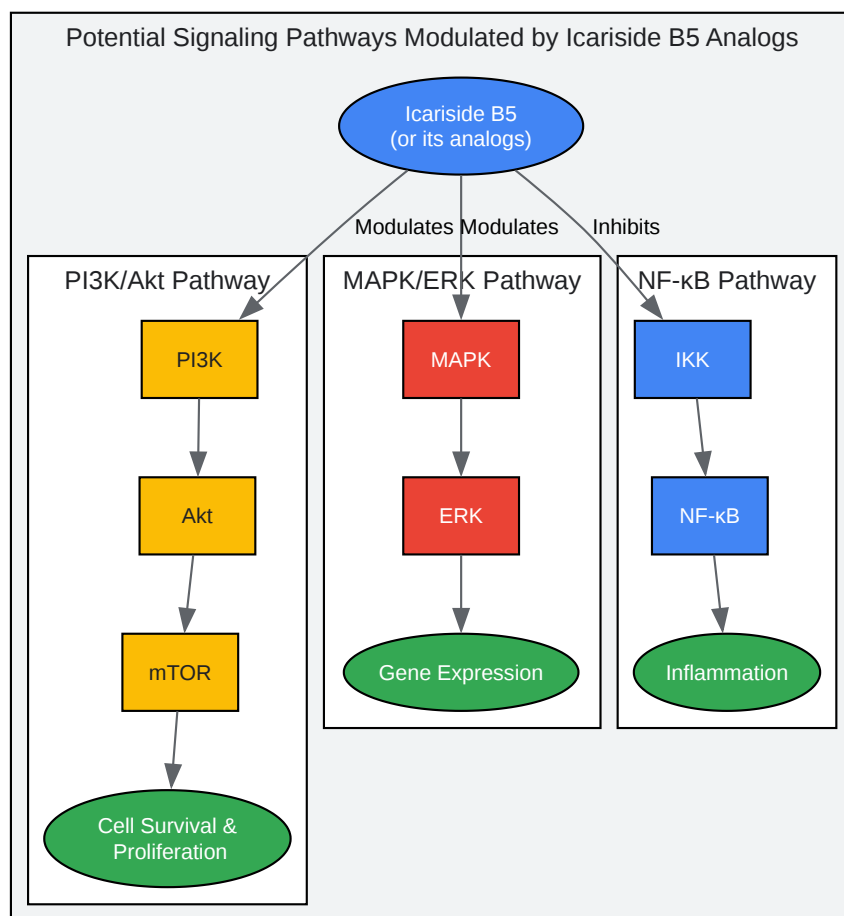 Potential Signaling Pathways Modulated by Icariside B5 Analogs
Icariside B5
(or its analogs)
Modulates
Modulates
Inhibits
PI3K/Akt Pathway
MAPK/ERK Pathway
NF-κB Pathway
PI3K
MAPK
IKK
Akt
ERK
NF-κB
mTOR
Gene Expression
Inflammation
Cell Survival &
Proliferation